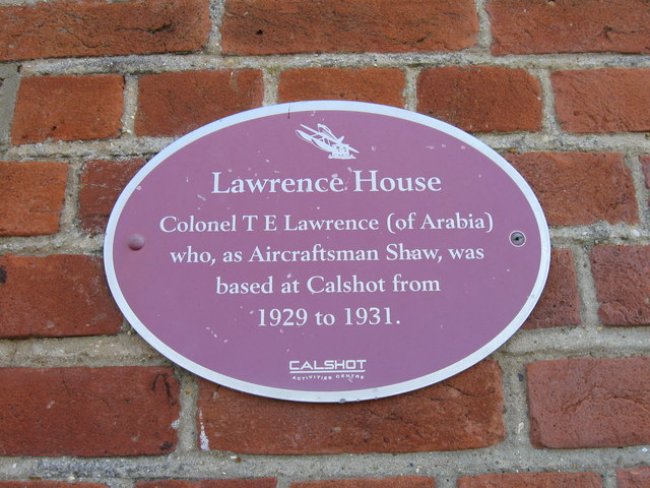 Lawrence House
Colonel T E Lawrence (of Arabia)
who, as Aircraftsman Shaw, was
based at Calshot from
1929 to 1931.
CALSHOT
ACTIVITIES CENTRE